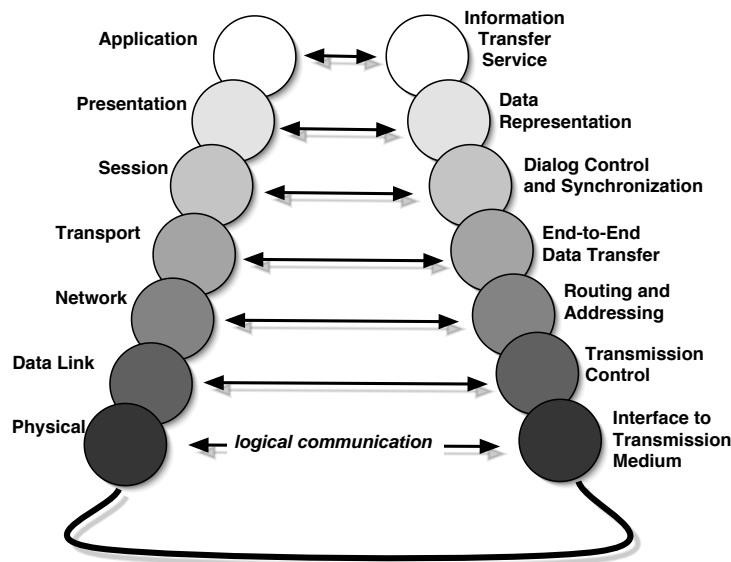 Application
Information
Transfer
Service
Presentation
Data
Representation
Session
Dialog Control
and Synchronization
Transport
End-to-End
Data Transfer
Network
Routing and
Addressing
Data Link
Transmission
Control
Physical
logical communication
Interface to
Transmission
Medium